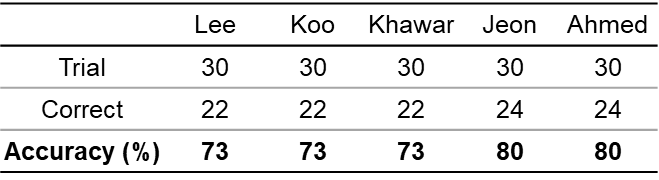 Lee Koo Khawar Jeon Ahmed
Trial 30 30 30 30 30
Correct 22 22 22 24 24
Accuracy (%) 73 73 73 80 80